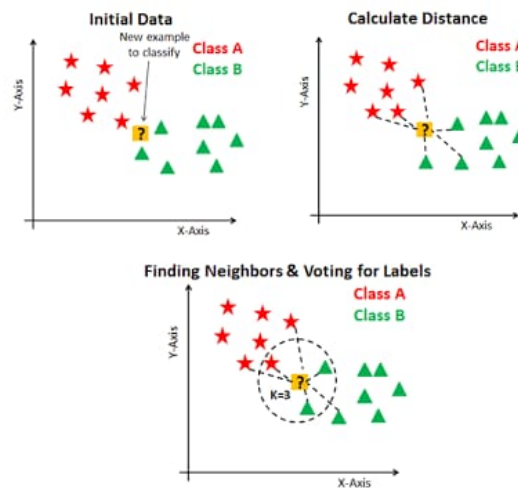 Initial Data
New example
to classify
Class A
Class B
?
Y-Axis
X-Axis
Calculate Distance
Class A
Class B
?
Y-Axis
X-Axis
Finding Neighbors & Voting for Labels
Class A
Class B
?
K=3
Y-Axis
X-Axis